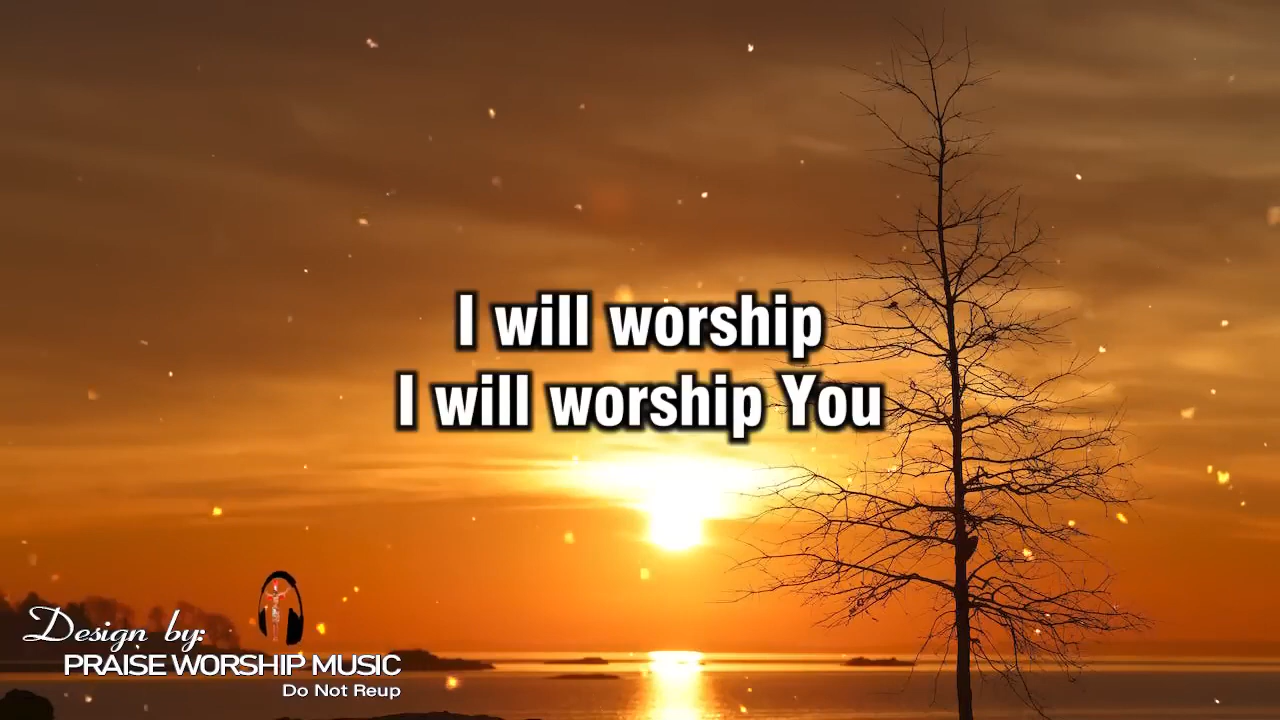 I will worship
I will worship You
Design by:
PRAISE WORSHIP MUSIC
Do Not Reup